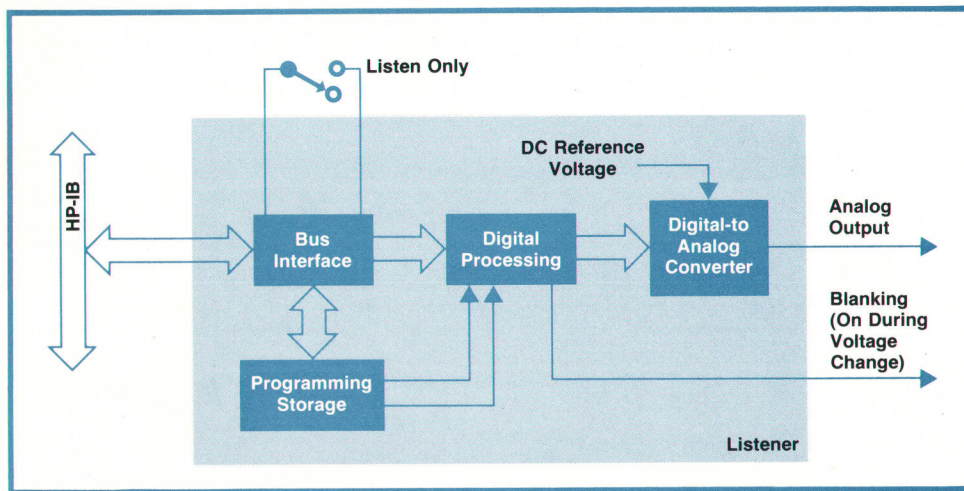 Listen Only
HP-IB
DC Reference
Voltage
Bus
Interface
Digital
Processing
Digital-to
Analog
Converter
Analog
Output
Blanking
(On During
Voltage
Change)
Programming
Storage
Listener